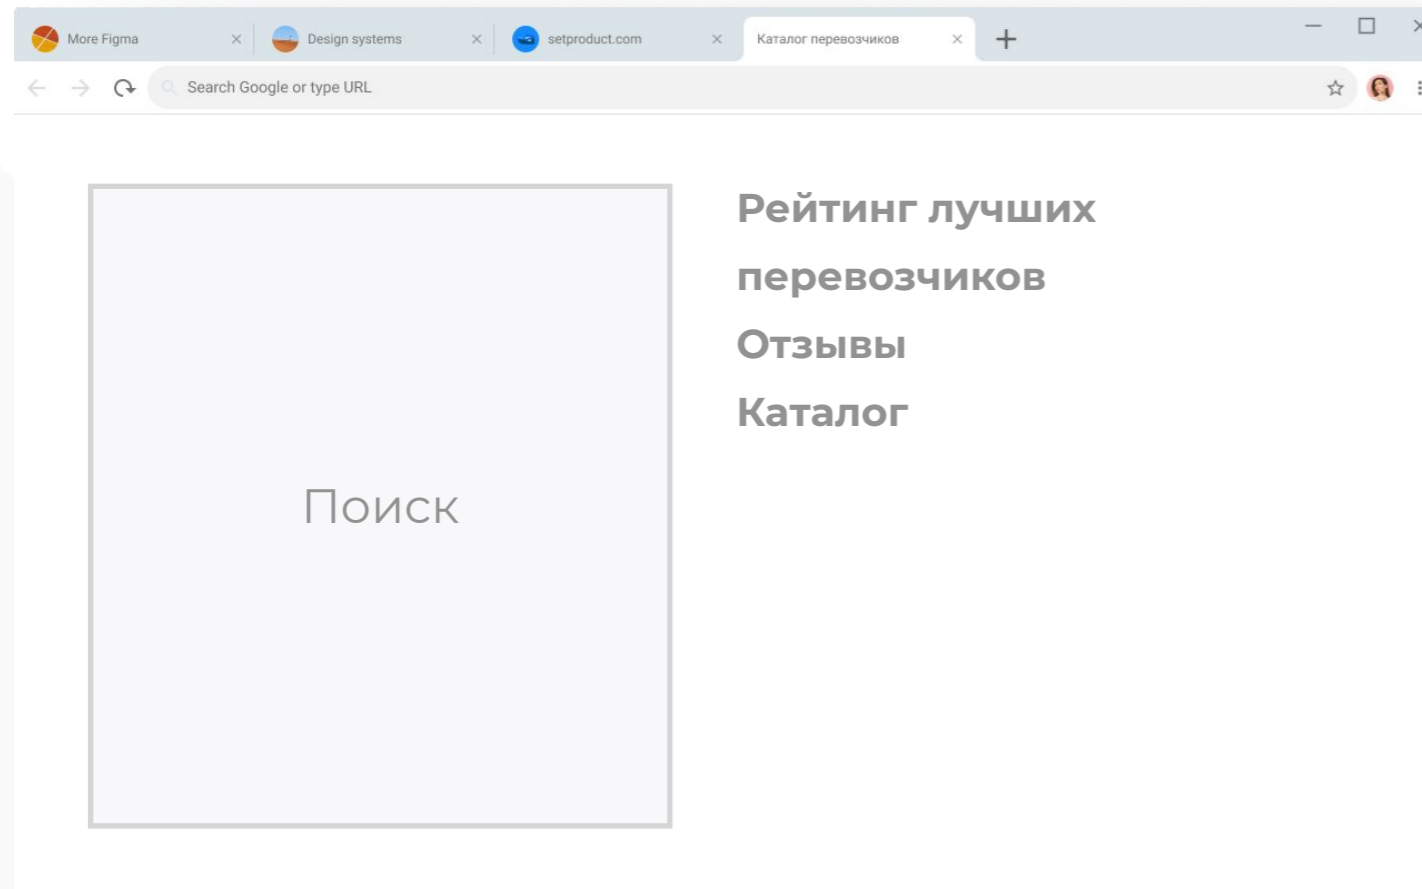 More Figma
Design systems
setproduct.com
Каталог перевозчиков
Search Google or type URL
Рейтинг лучших
перевозчиков
Отзывы
Каталог
Поиск